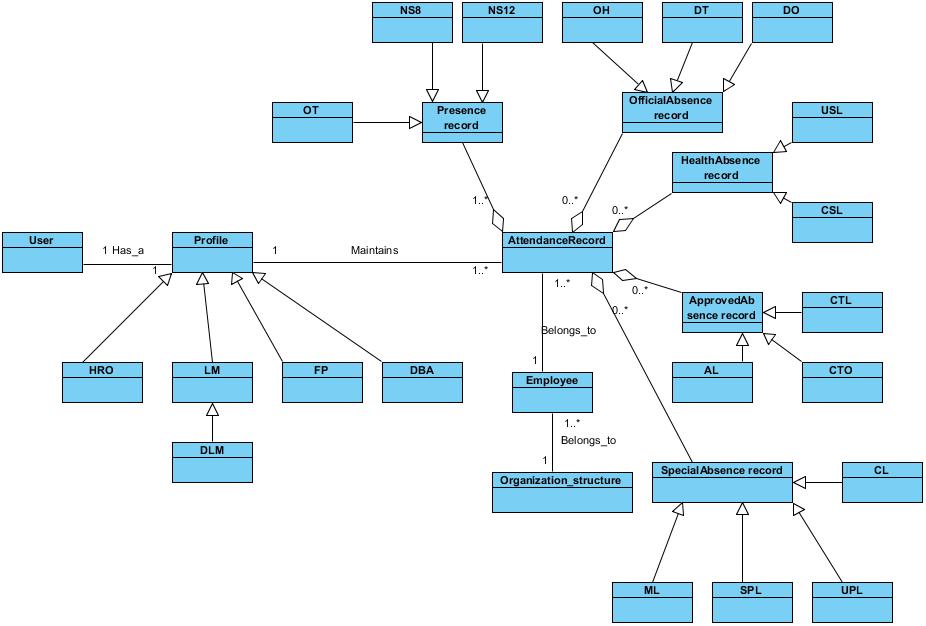 NS8
NS12
OH
DT
DO
OT
Presence
record
OfficialAbsence
record
USL
HealthAbsence
record
CSL
1..*
0..*
0..*
User
1 Has_a
1
Profile
1
Maintains
1..*
AttendanceRecord
1..*
0..*
0..*
ApprovedAb
sence record
CTL
Belongs_to
1
HRO
LM
FP
DBA
Employee
AL
CTO
1..*
Belongs_to
1
DLM
Organization_structure
SpecialAbsence record
CL
ML
SPL
UPL